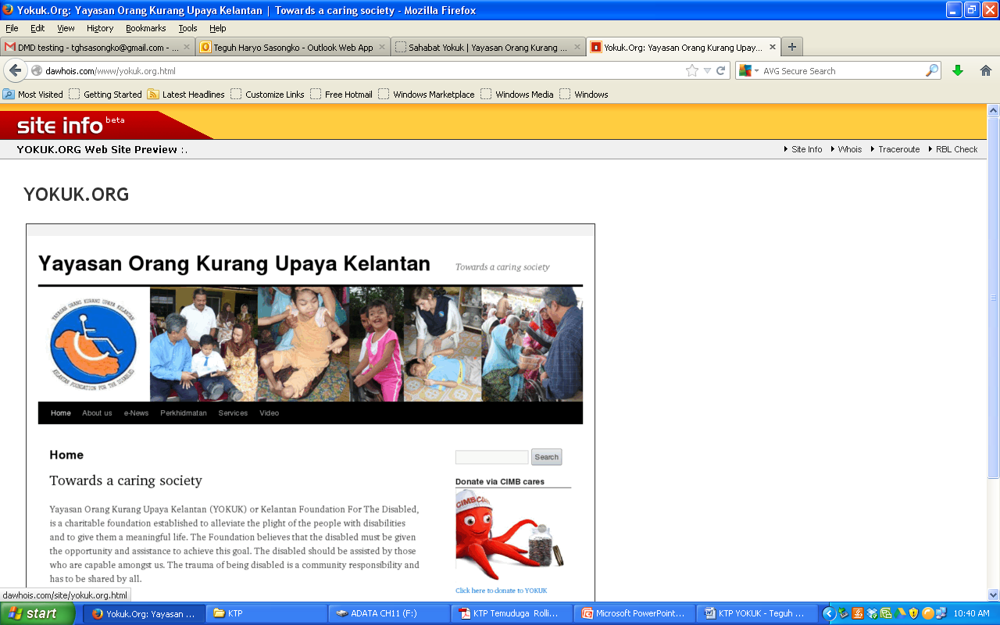 Yokuk.Org: Yayasan Orang Kurang Upaya Kelantan | Towards a caring society - Mozilla Firefox
File Edit View History Bookmarks Tools Help
DMD testing - tghsasongko@gmail.com - ...
Teguh Haryo Sasongko - Outlook Web App
Sahabat Yokuk | Yayasan Orang Kurang ...
Yokuk.Org: Yayasan Orang Kurang Upay...
dawhois.com/www/yokuk.org.html
AVG Secure Search
Most Visited Getting Started Latest Headlines Customize Links Free Hotmail Windows Marketplace Windows Media Windows
site info beta
YOKUK.ORG Web Site Preview :.
Site Info Whois Traceroute RBL Check
YOKUK.ORG
Yayasan Orang Kurang Upaya Kelantan
Towards a caring society
YAYASAN ORANG KURANG UPAYA KELANTAN
KELANTAN FOUNDATION FOR THE DISABLED
Home About us e-News Perkhidmatan Services Video
Home
Search
Towards a caring society
Donate via CIMB cares
Yayasan Orang Kurang Upaya Kelantan (YOKUK) or Kelantan Foundation For The Disabled,
is a charitable foundation established to alleviate the plight of the people with disabilities
and to give them a meaningful life. The Foundation believes that the disabled must be given
the opportunity and assistance to achieve this goal. The disabled should be assisted by those
who are capable amongst us. The trauma of being disabled is a community responsibility and
has to be shared by all.
Click here to donate to YOKUK
dawhois.com/site/yokuk.org.html
start
Yokuk.Org: Yayasan ...
KTP
ADATA CH11 (F:)
KTP Temuduga Rolli...
Microsoft PowerPoint...
KTP YOKUK - Teguh ...
10:40 AM